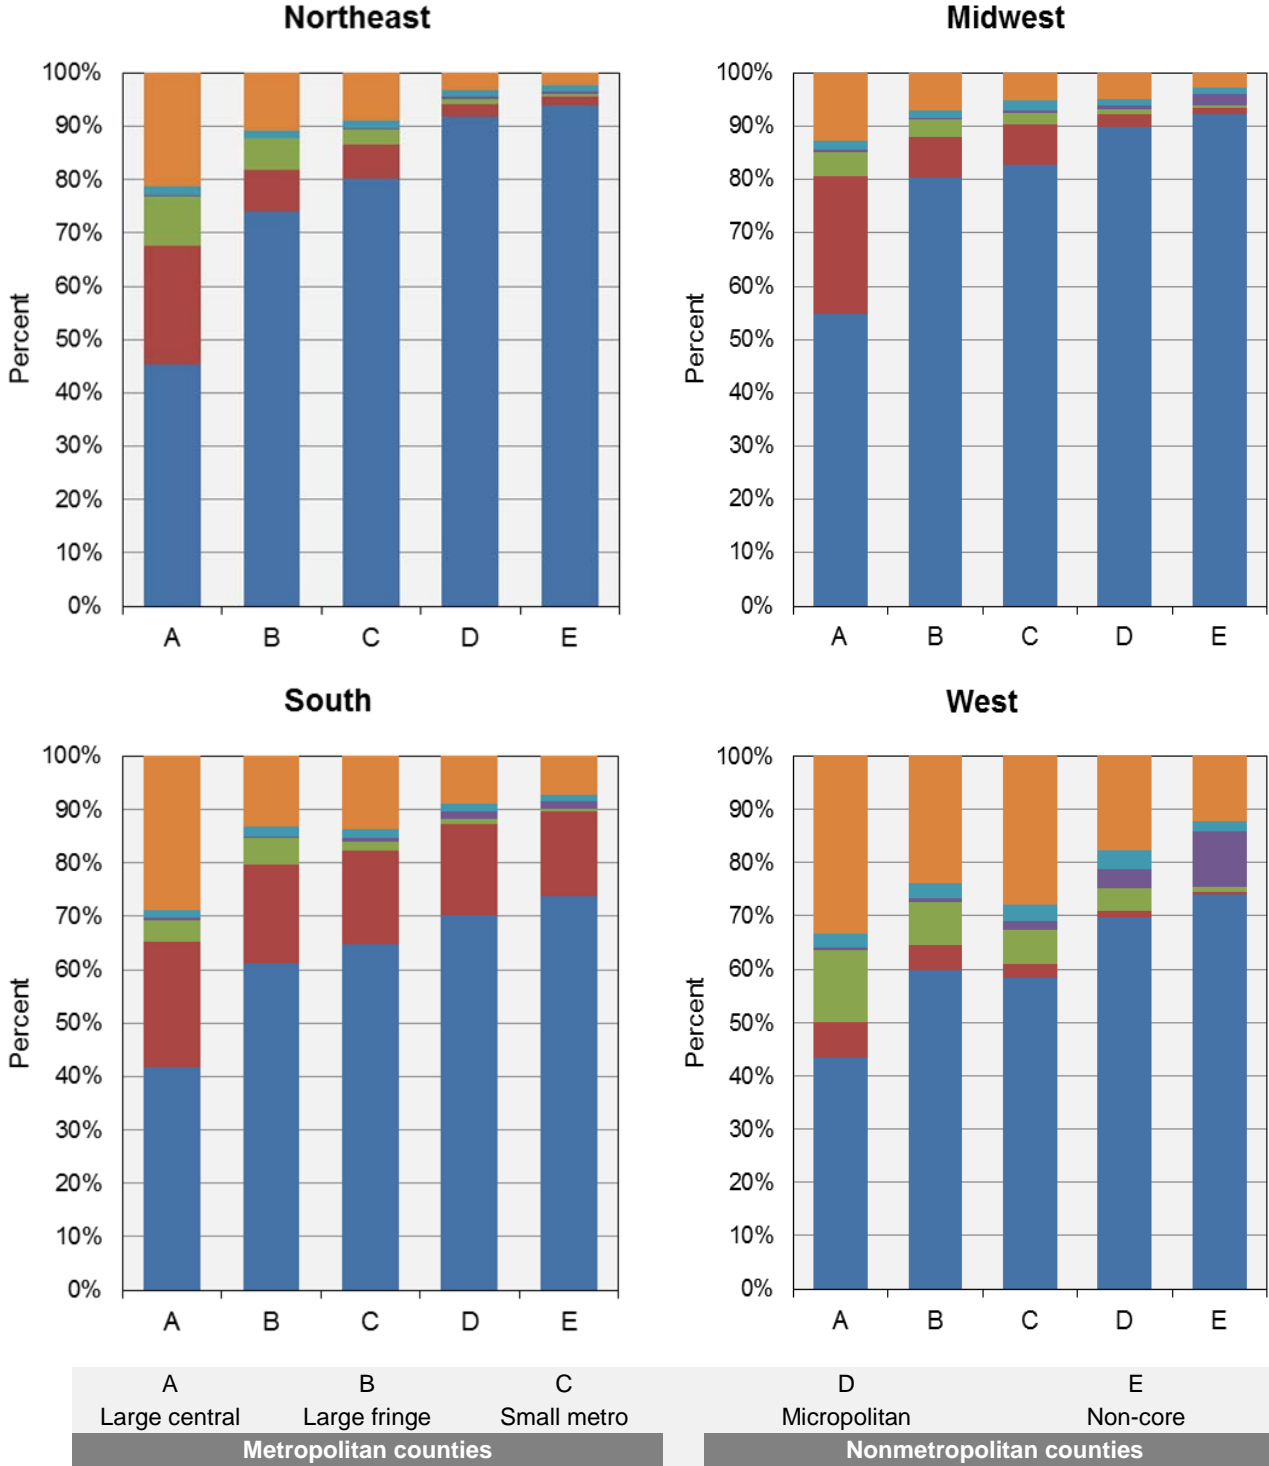 Northeast
Midwest
100%
90%
80%
70%
60%
50%
40%
30%
20%
10%
0%
Percent
A B C D E
100%
90%
80%
70%
60%
50%
40%
30%
20%
10%
0%
Percent
A B C D E
South
West
100%
90%
80%
70%
60%
50%
40%
30%
20%
10%
0%
Percent
A B C D E
100%
90%
80%
70%
60%
50%
40%
30%
20%
10%
0%
Percent
A B C D E
A B C D E
Large central Large fringe Small metro Micropolitan Non-core
Metropolitan counties Nonmetropolitan counties